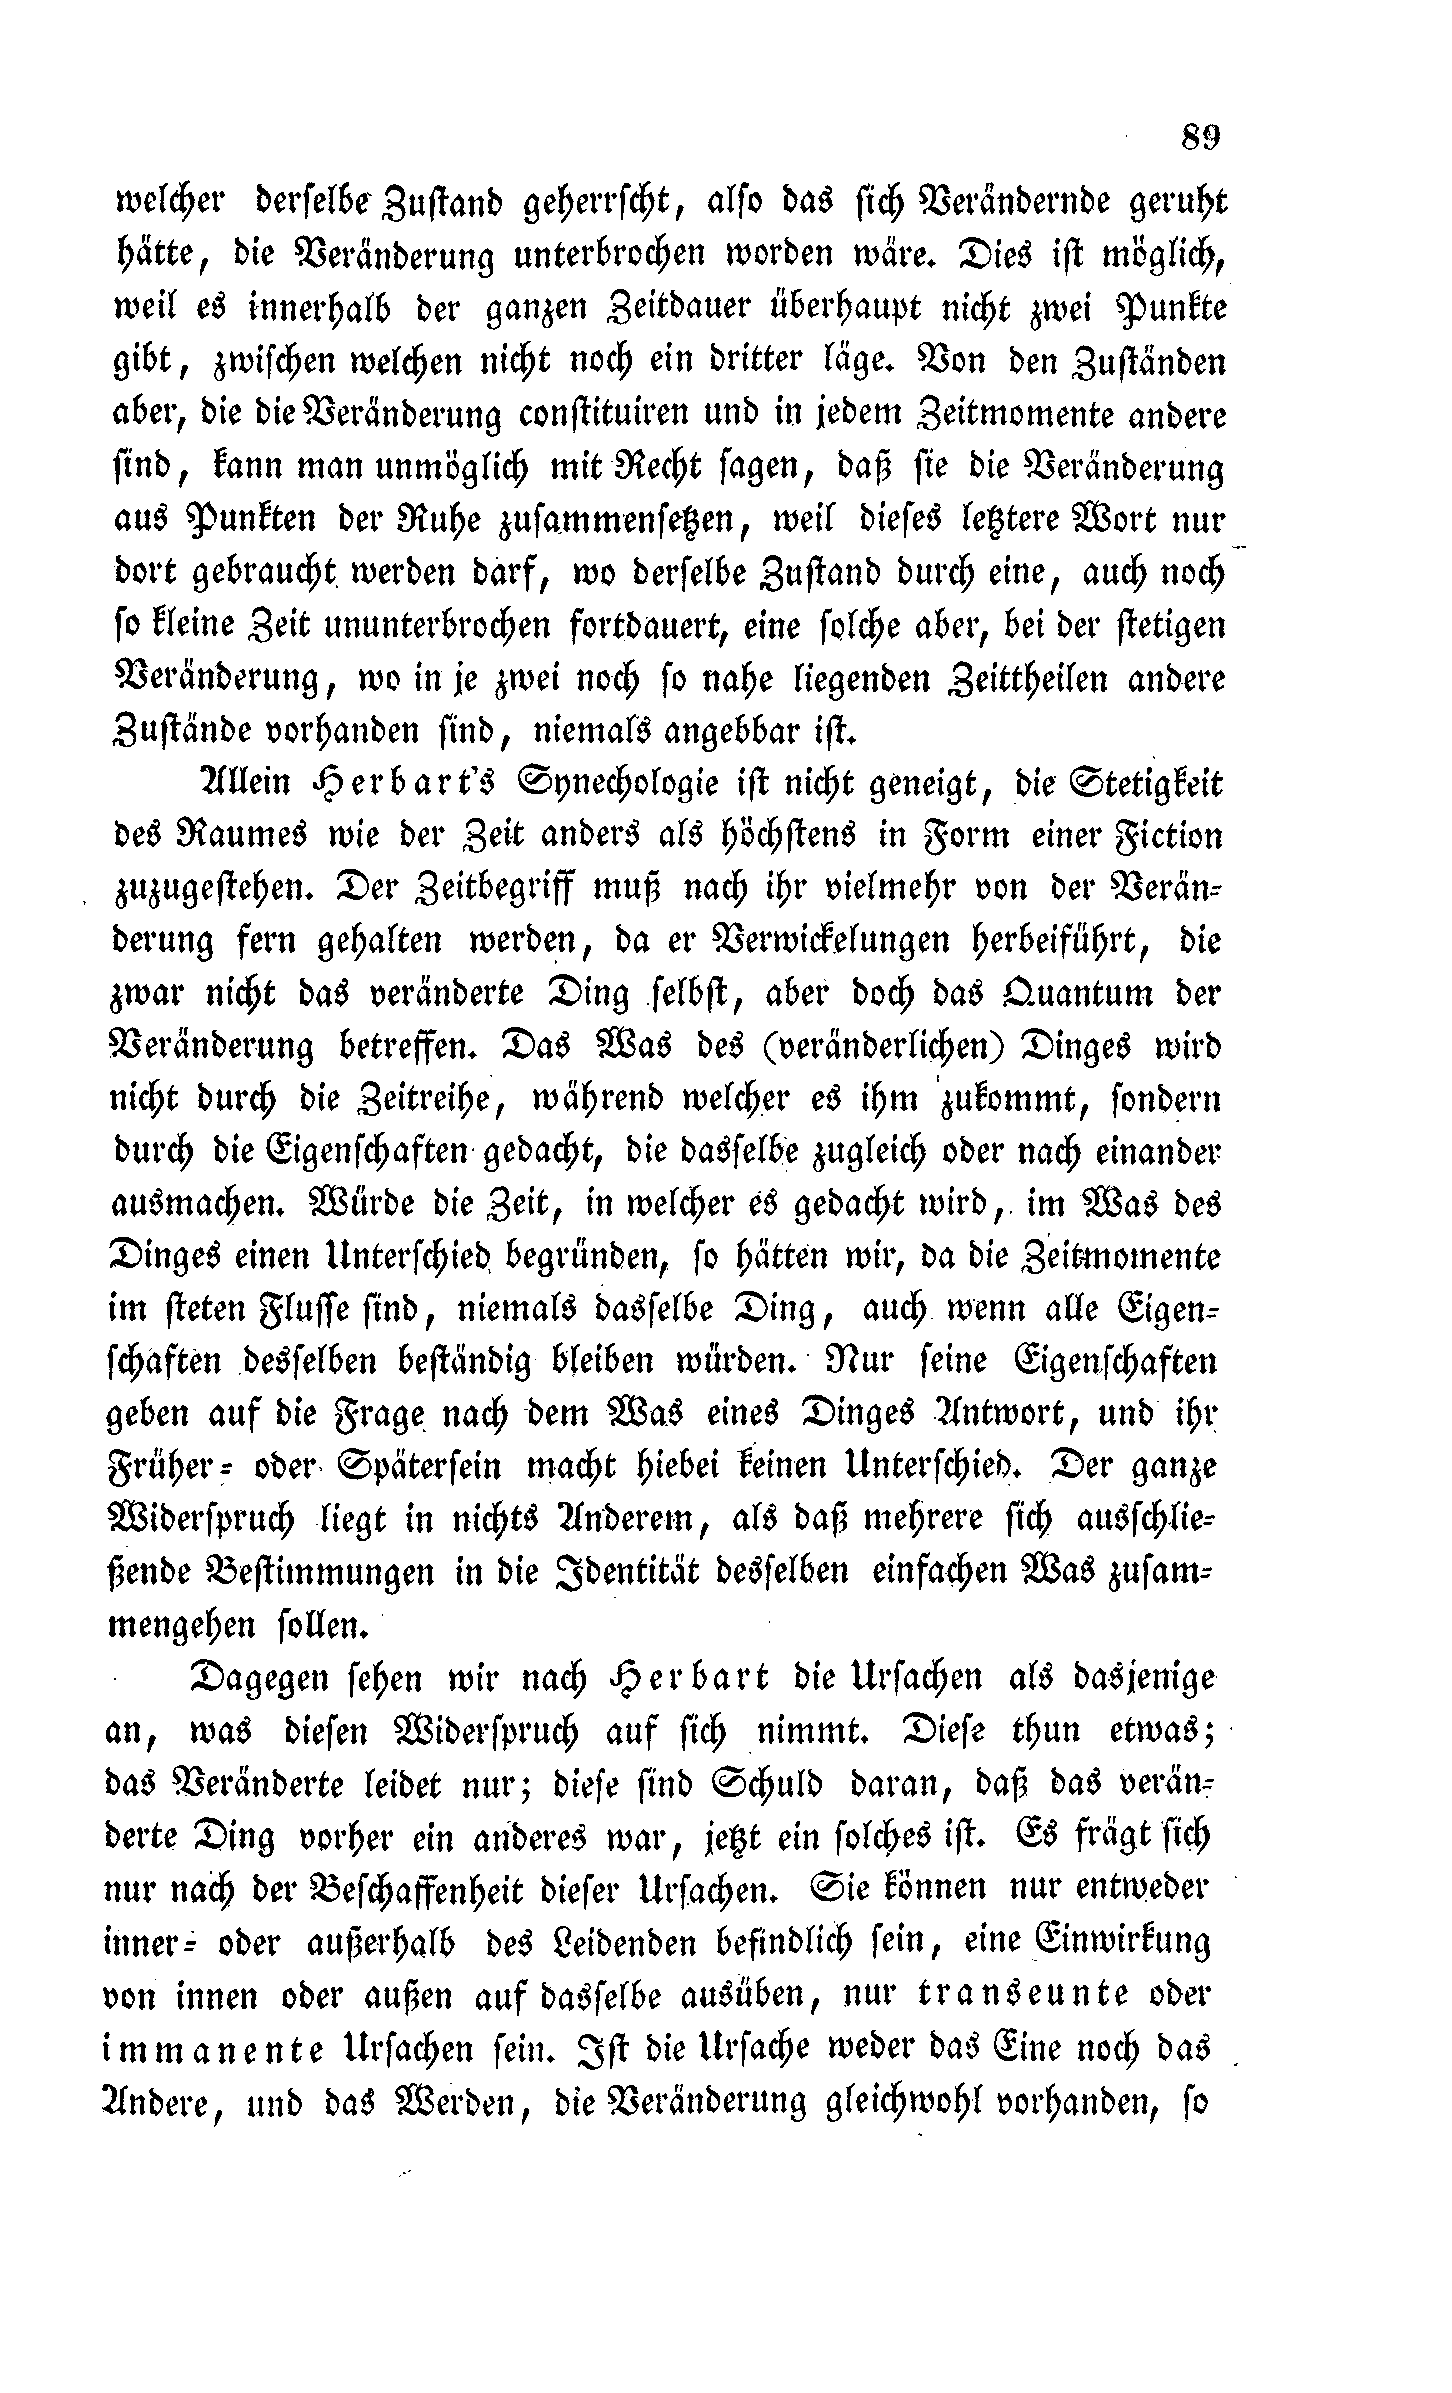 89
welcher derselbe Zustand geherrscht, also das sich Verändernde geruht
hätte, die Veränderung unterbrochen worden wäre. Dies ist möglich,
weil es innerhalb der ganzen Zeitdauer überhaupt nicht zwei Punkte
gibt, zwischen welchen nicht noch ein dritter läge. Von den Zuständen
aber, die die Veränderung constituiren und in jedem Zeitmomente andere
sind, kann man unmöglich mit Recht sagen, daß sie die Veränderung
aus Punkten der Ruhe zusammensetzen, weil dieses letztere Wort nur
dort gebraucht werden darf, wo derselbe Zustand durch eine, auch noch
so kleine Zeit ununterbrochen fortdauert, eine solche aber, bei der stetigen
Veränderung, wo in je zwei noch so nahe liegenden Zeittheilen andere
Zustände vorhanden sind, niemals angebbar ist.
Allein Herbart's Synechologie ist nicht geneigt, die Stetigkeit
des Raumes wie der Zeit anders als höchstens in Form einer Fiction
zuzugestehen. Der Zeitbegriff muß nach ihr vielmehr von der Verän-
derung fern gehalten werden, da er Verwickelungen herbeiführt, die
zwar nicht das veränderte Ding selbst, aber doch das Quantum der
Veränderung betreffen. Das Was des (veränderlichen) Dinges wird
nicht durch die Zeitreihe, während welcher es ihm zukommt, sondern
durch die Eigenschaften gedacht, die dasselbe zugleich oder nach einander
ausmachen. Würde die Zeit, in welcher es gedacht wird, im Was des
Dinges einen Unterschied begründen, so hätten wir, da die Zeitmomente
im steten Flusse sind, niemals dasselbe Ding, auch wenn alle Eigen-
schaften desselben beständig bleiben würden. Nur seine Eigenschaften
geben auf die Frage nach dem Was eines Dinges Antwort, und ihr
Früher- oder Spätersein macht hiebei keinen Unterschied. Der ganze
Widerspruch liegt in nichts Anderem, als daß mehrere sich ausschlie-
ßende Bestimmungen in die Identität desselben einfachen Was zusam-
mengehen sollen.
Dagegen sehen wir nach Herbart die Ursachen als dasjenige
an, was diesen Widerspruch auf sich nimmt. Diese thun etwas;
das Veränderte leidet nur; diese sind Schuld daran, daß das verän-
derte Ding vorher ein anderes war, jetzt ein solches ist. Es frägt sich
nur nach der Beschaffenheit dieser Ursachen. Sie können nur entweder
inner- oder außerhalb des Leidenden befindlich sein, eine Einwirkung
von innen oder außen auf dasselbe ausüben, nur transeunte oder
immanente Ursachen sein. Ist die Ursache weder das Eine noch das
Andere, und das Werden, die Veränderung gleichwohl vorhanden, so